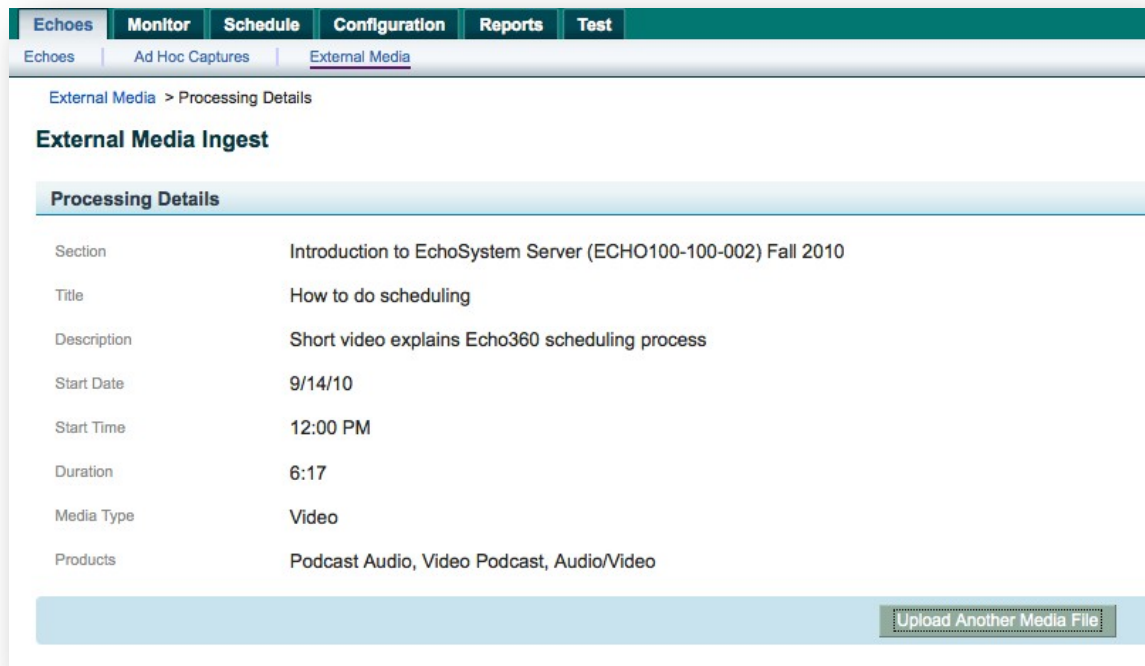 Echoes Monitor Schedule Configuration Reports Test
Echoes Ad Hoc Captures External Media
External Media > Processing Details
External Media Ingest
Processing Details
Section Introduction to EchoSystem Server (ECHO100-100-002) Fall 2010
Title How to do scheduling
Description Short video explains Echo360 scheduling process
Start Date 9/14/10
Start Time 12:00 PM
Duration 6:17
Media Type Video
Products Podcast Audio, Video Podcast, Audio/Video
Upload Another Media File